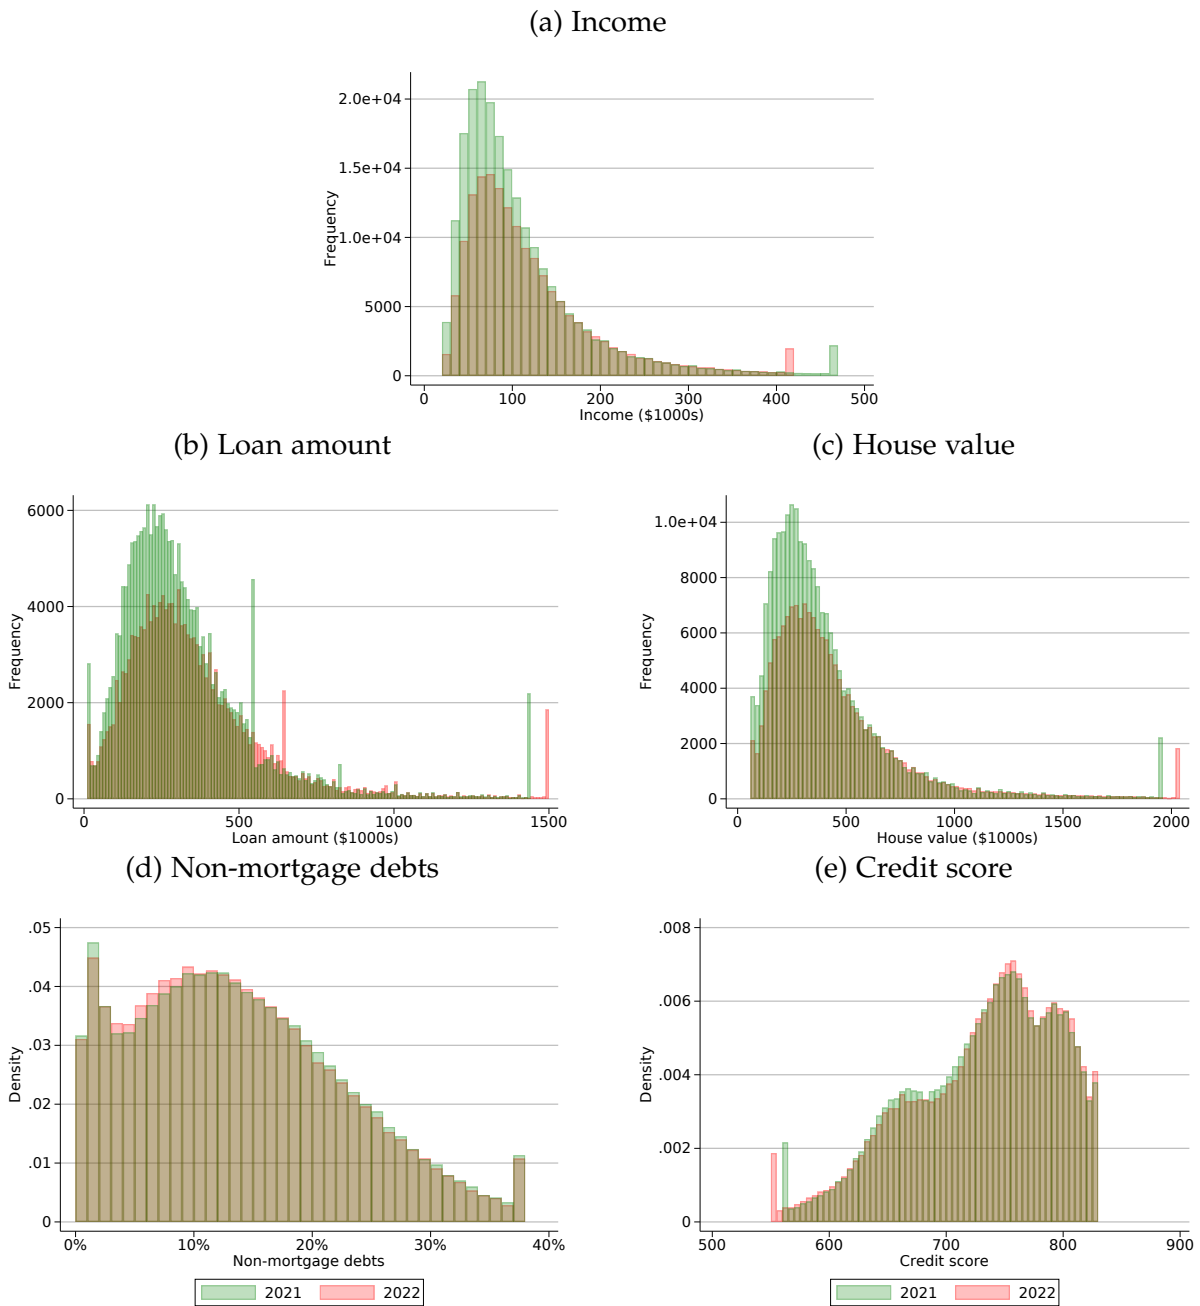 (a) Income
Frequency
2.0e+04
1.5e+04
1.0e+04
5000
0
0 100 200 300 400 500
Income ($1000s)
(b) Loan amount
Frequency
6000
4000
2000
0
0 500 1000 1500
Loan amount ($1000s)
(c) House value
Frequency
1.0e+04
8000
6000
4000
2000
0
0 500 1000 1500 2000
House value ($1000s)
(d) Non-mortgage debts
Density
.05
.04
.03
.02
.01
0
0% 10% 20% 30% 40%
Non-mortgage debts
2021 2022
(e) Credit score
Density
.008
.006
.004
.002
0
500 600 700 800 900
Credit score
2021 2022